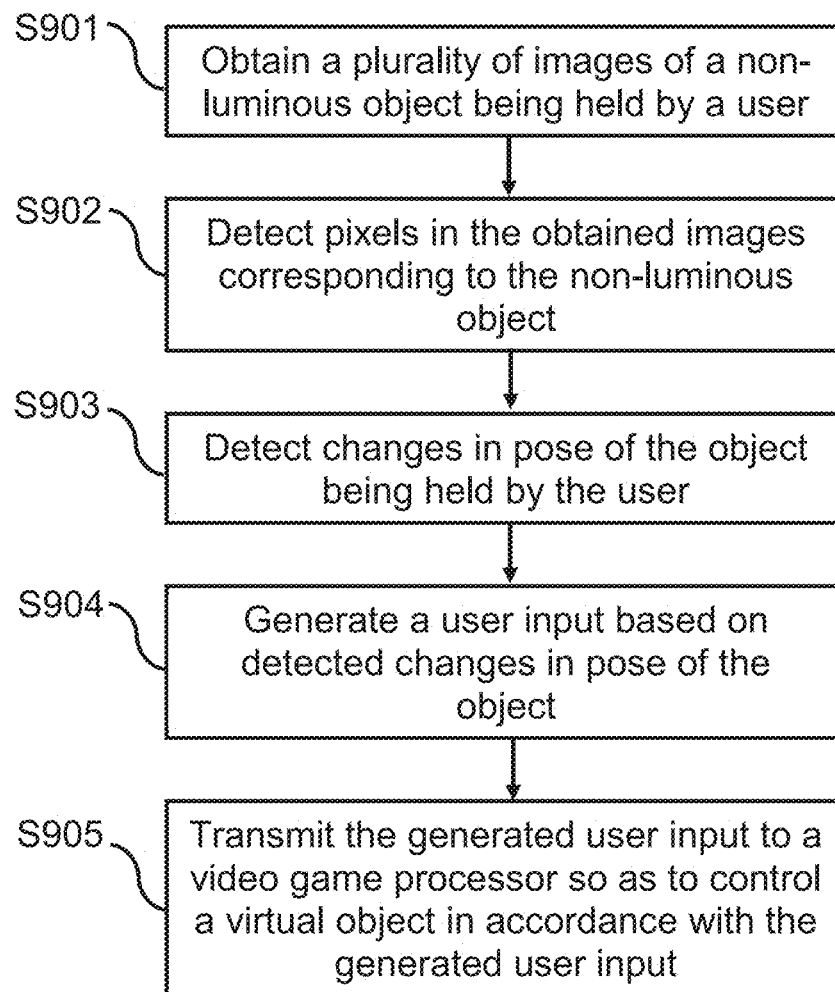 S901
Obtain a plurality of images of a non-
luminous object being held by a user
S902
Detect pixels in the obtained images
corresponding to the non-luminous
object
S903
Detect changes in pose of the object
being held by the user
S904
Generate a user input based on
detected changes in pose of the
object
S905
Transmit the generated user input to a
video game processor so as to control
a virtual object in accordance with the
generated user input